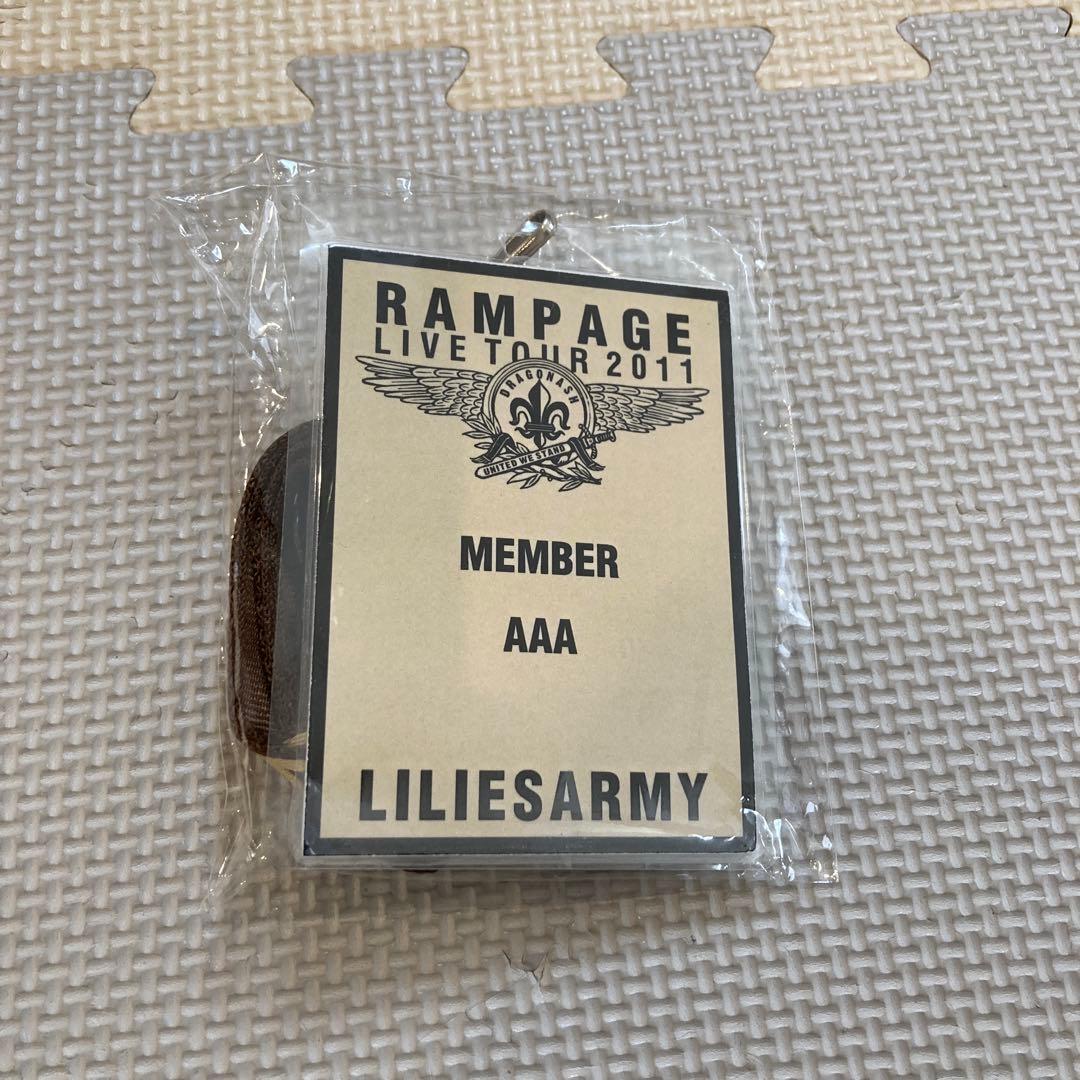 RAMPAGE
LIVE TOUR 2011
DRAGONASH
UNITED WE STAND
MEMBER
AAA
LILIESARMY